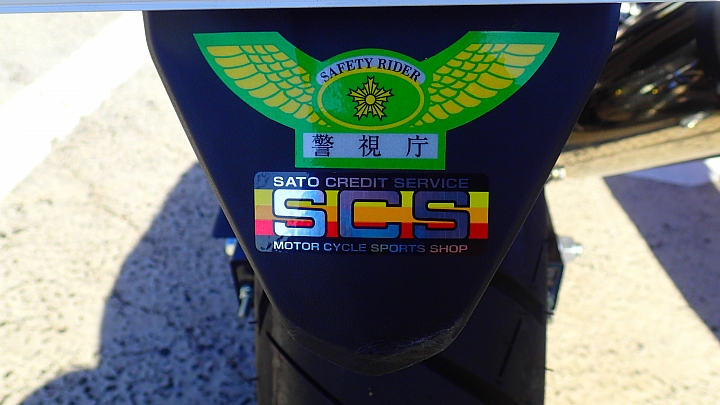 SAFETY RIDER
警視庁
SATO CREDIT SERVICE
SCS
MOTOR CYCLE SPORTS SHOP